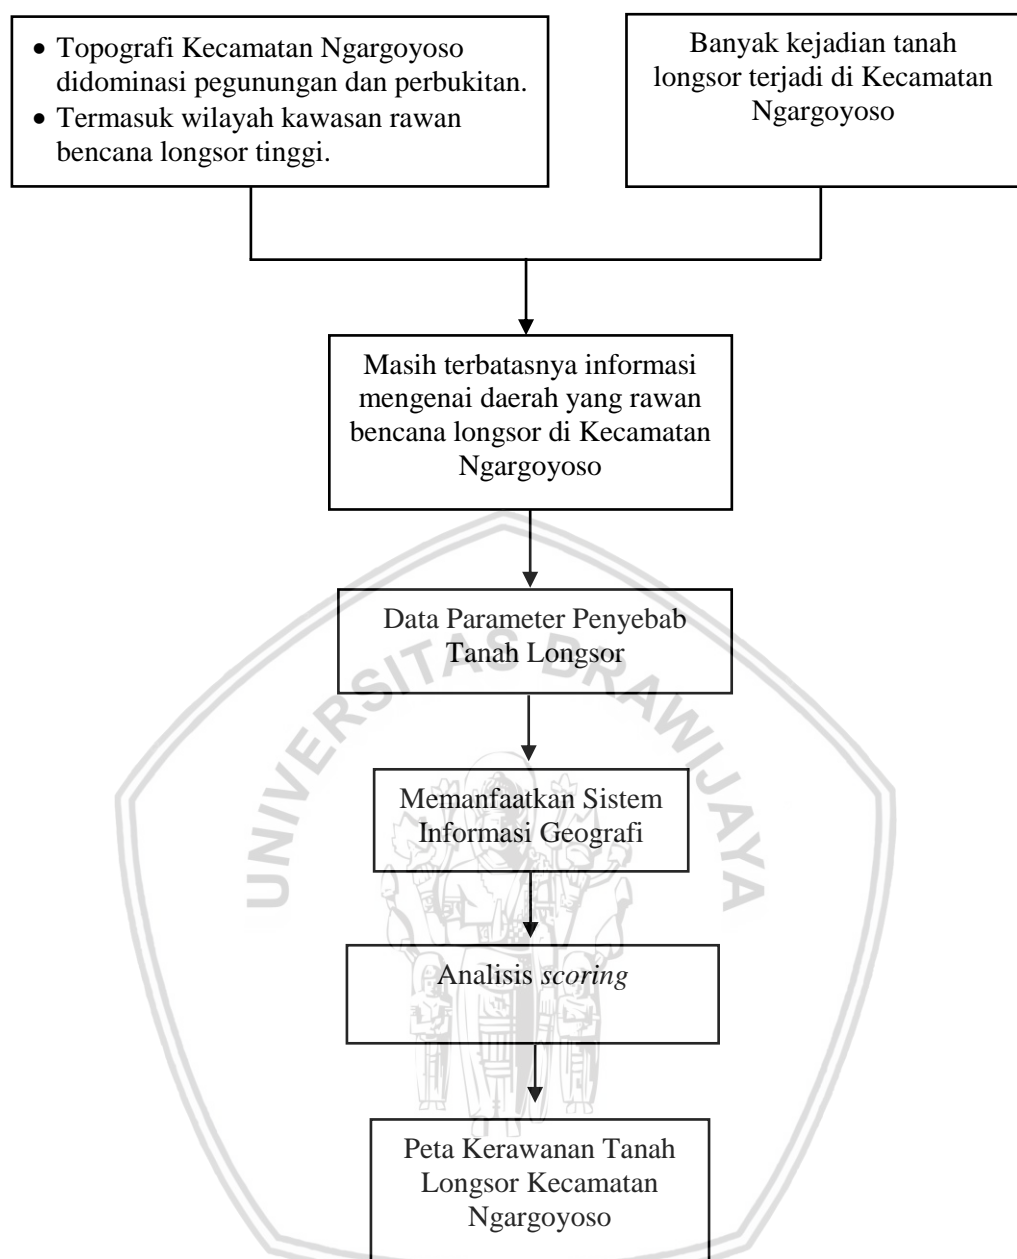 • Topografi Kecamatan Ngargoyoso
didominasi pegunungan dan perbukitan.
• Termasuk wilayah kawasan rawan
bencana longsor tinggi.
Banyak kejadian tanah
longsor terjadi di Kecamatan
Ngargoyoso
Masih terbatasnya informasi
mengenai daerah yang rawan
bencana longsor di Kecamatan
Ngargoyoso
Data Parameter Penyebab
Tanah Longsor
UNIVERSITAS BRAWIJAYA
Memanfaatkan Sistem
Informasi Geografi
Analisis scoring
Peta Kerawanan Tanah
Longsor Kecamatan
Ngargoyoso